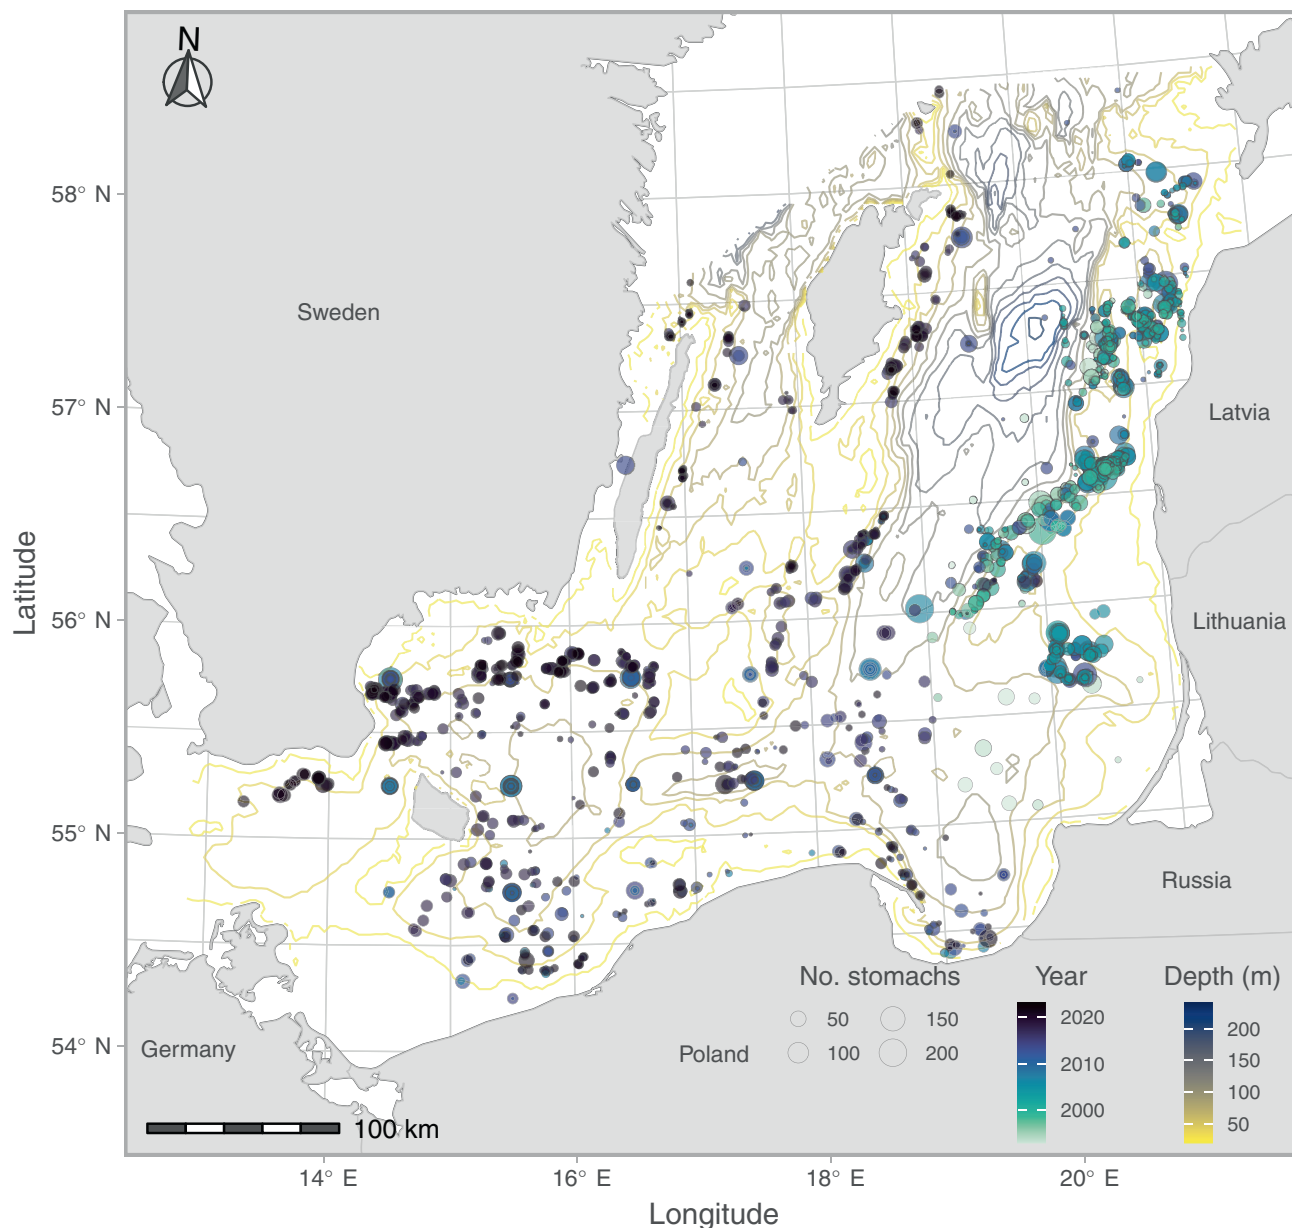 N
58° N
57° N
56° N
55° N
54° N
Latitude
Sweden
Latvia
Lithuania
Russia
Poland
Germany
No. stomachs
50
150
100
200
Year
2020
2010
2000
Depth (m)
200
150
100
50
100 km
14° E
16° E
18° E
20° E
Longitude